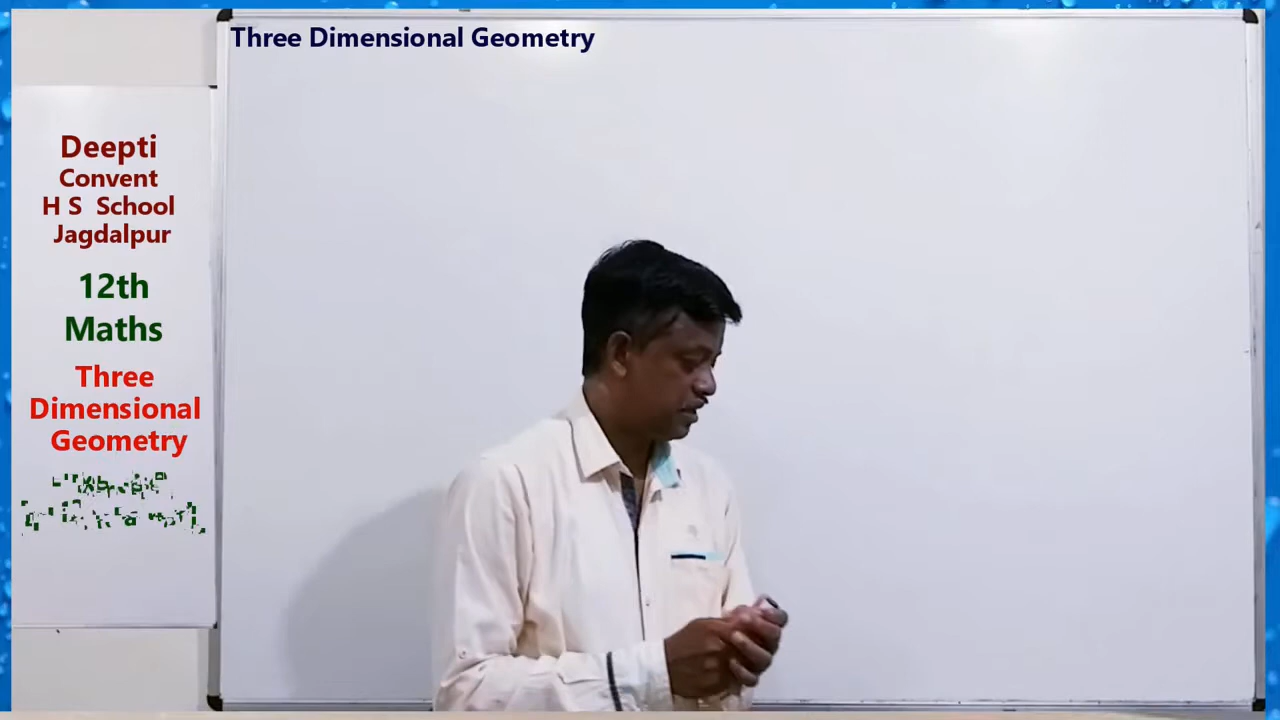 Three Dimensional Geometry
Deepti
Convent
H S School
Jagdalpur
12th
Maths
Three
Dimensional
Geometry